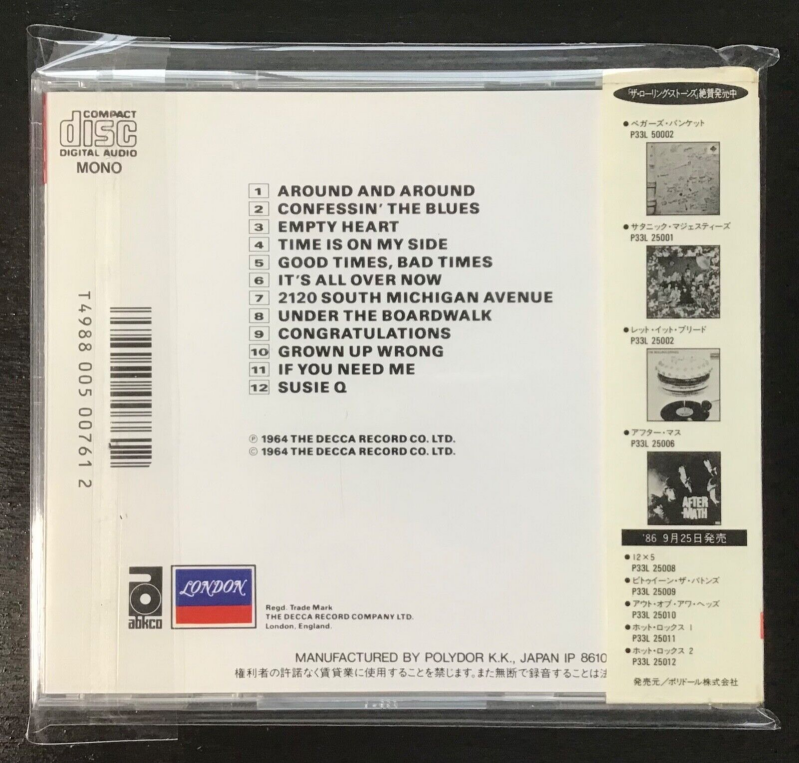 COMPACT
disc
DIGITAL AUDIO
MONO
1 AROUND AND AROUND
2 CONFESSIN' THE BLUES
3 EMPTY HEART
4 TIME IS ON MY SIDE
5 GOOD TIMES, BAD TIMES
6 IT'S ALL OVER NOW
7 2120 SOUTH MICHIGAN AVENUE
8 UNDER THE BOARDWALK
9 CONGRATULATIONS
10 GROWN UP WRONG
11 IF YOU NEED ME
12 SUSIE Q
℗ 1964 THE DECCA RECORD CO. LTD.
© 1964 THE DECCA RECORD CO. LTD.
T4988 005 00761 2
abkco
LONDON
Regd. Trade Mark
THE DECCA RECORD COMPANY LTD.
London, England.
MANUFACTURED BY POLYDOR K.K., JAPAN IP 8610
権利者の許諾なく賃貸業に使用することを禁じます。また無断で録音することは法
「ザ・ローリング・ストーンズ」絶賛発売中
●ベガーズ・バンケット
P33L 50002
●サタニック・マジェスティーズ
P33L 25001
●レット・イット・ブリード
P33L 25002
●アフター・マス
P33L 25006
AFTER
-MATH
'86 9月25日発売
●12×5
P33L 25008
●ビトゥイーン・ザ・バトンズ
P33L 25009
●アウト・オブ・アワ・ヘッズ
P33L 25010
●ホット・ロックス 1
P33L 25011
●ホット・ロックス 2
P33L 25012
発売元/ポリドール株式会社